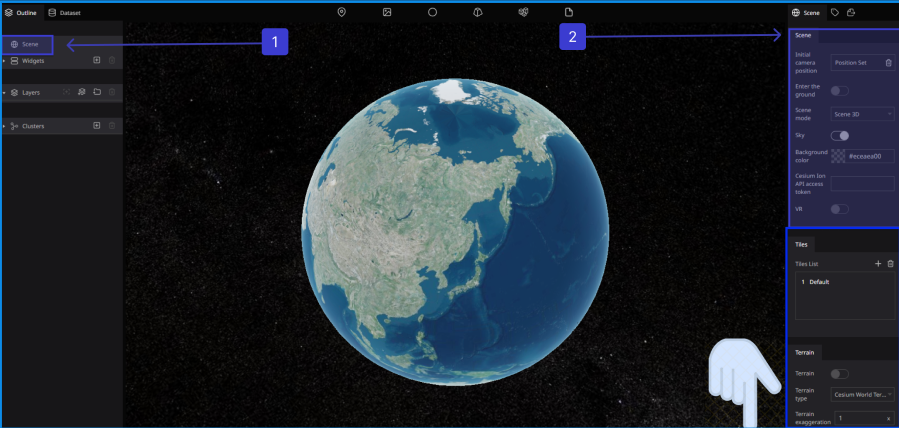 Outline
Dataset
Scene
1
2
Scene
Widgets
Layers
Clusters
Scene
Initial
camera
position
Position Set
Enter the
ground
Scene
mode
Scene 3D
Sky
Background
color
#eceaea00
Cesium Ion
API access
token
VR
Tiles
Tiles List
1 Default
Terrain
Terrain
Terrain
type
Cesium World Ter...
Terrain
exaggeration
1